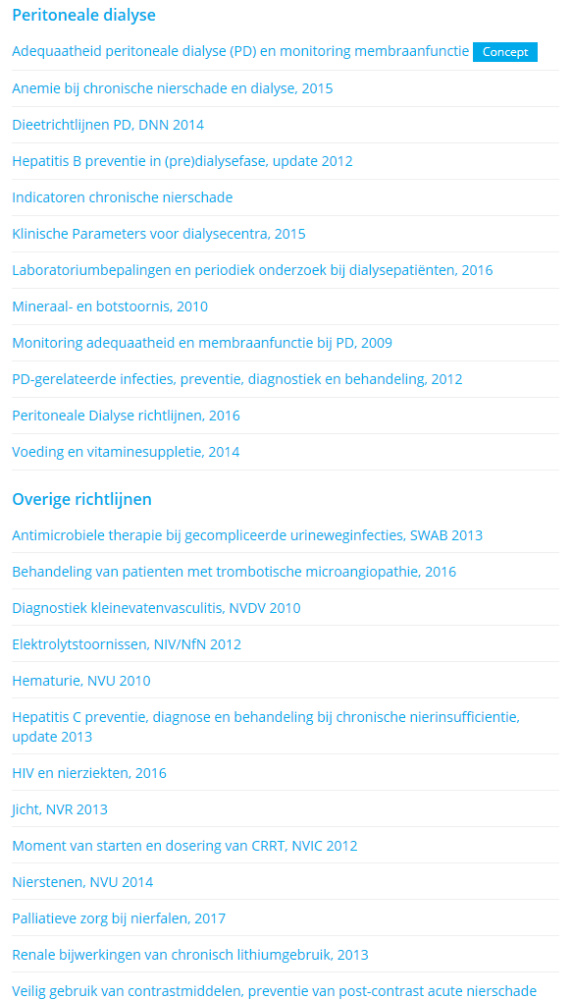 Peritoneale dialyse
Adequaatheid peritoneale dialyse (PD) en monitoring membraanfunctie Concept
Anemie bij chronische nierschade en dialyse, 2015
Dieetrichtlijnen PD, DNN 2014
Hepatitis B preventie in (pre)dialysefase, update 2012
Indicatoren chronische nierschade
Klinische Parameters voor dialysecentra, 2015
Laboratoriumbepalingen en periodiek onderzoek bij dialysepatiënten, 2016
Mineraal- en botstoornis, 2010
Monitoring adequaatheid en membraanfunctie bij PD, 2009
PD-gerelateerde infecties, preventie, diagnostiek en behandeling, 2012
Peritoneale Dialyse richtlijnen, 2016
Voeding en vitaminesuppletie, 2014
Overige richtlijnen
Antimicrobiele therapie bij gecompliceerde urineweginfecties, SWAB 2013
Behandeling van patienten met trombotische microangiopathie, 2016
Diagnostiek kleinevatenvasculitis, NVDV 2010
Elektrolytstoornissen, NIV/NfN 2012
Hematurie, NVU 2010
Hepatitis C preventie, diagnose en behandeling bij chronische nierinsufficientie,
update 2013
HIV en nierziekten, 2016
Jicht, NVR 2013
Moment van starten en dosering van CRRT, NVIC 2012
Nierstenen, NVU 2014
Palliatieve zorg bij nierfalen, 2017
Renale bijwerkingen van chronisch lithiumgebruik, 2013
Veilig gebruik van contrastmiddelen, preventie van post-contrast acute nierschade